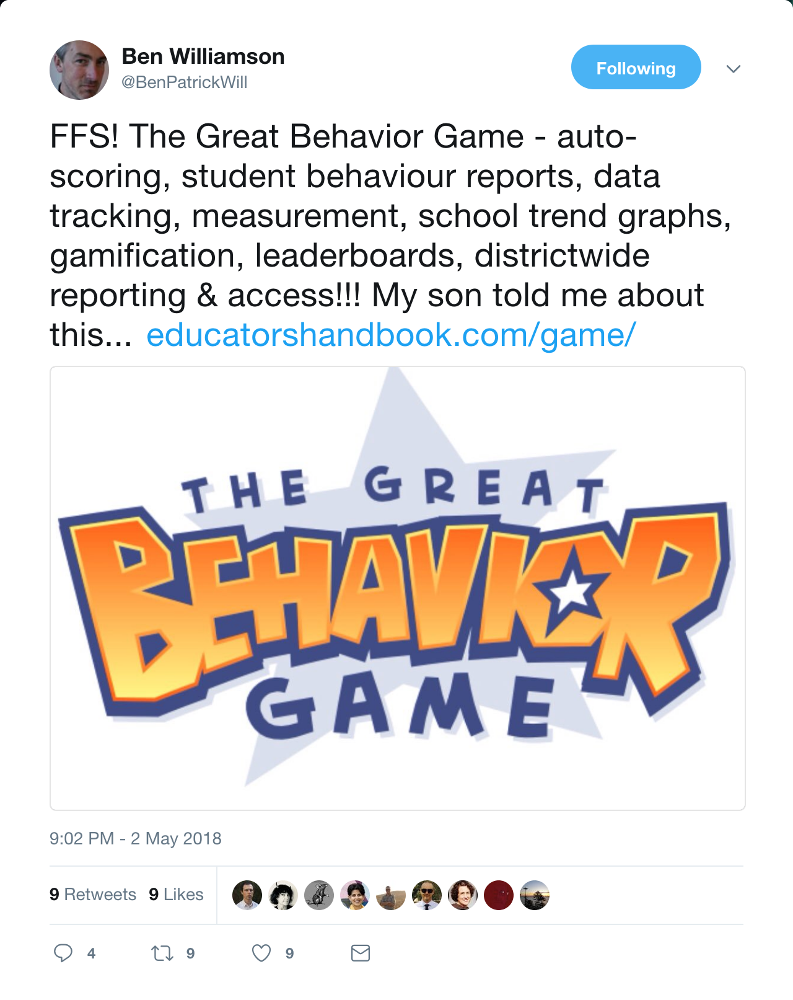 Ben Williamson
@BenPatrickWill
Following
FFS! The Great Behavior Game - auto-
scoring, student behaviour reports, data
tracking, measurement, school trend graphs,
gamification, leaderboards, districtwide
reporting & access!!! My son told me about
this... educatorshandbook.com/game/
THE GREAT
BEHAVIOR
GAME
9:02 PM - 2 May 2018
9 Retweets 9 Likes
4 9 9